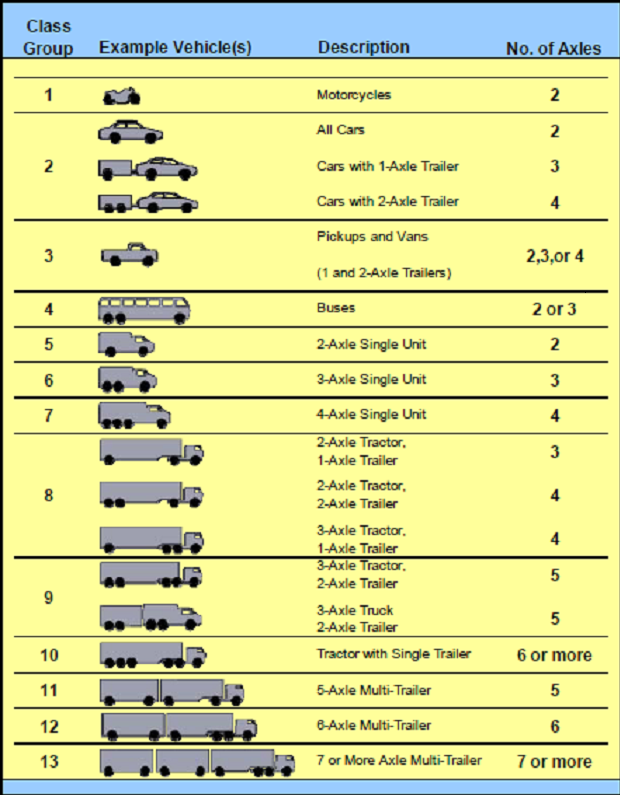 Class
Group Example Vehicle(s) Description No. of Axles
1 Motorcycles 2
All Cars 2
2 Cars with 1-Axle Trailer 3
Cars with 2-Axle Trailer 4
Pickups and Vans
3 2,3,or 4
(1 and 2-Axle Trailers)
4 Buses 2 or 3
5 2-Axle Single Unit 2
6 3-Axle Single Unit 3
7 4-Axle Single Unit 4
2-Axle Tractor,
1-Axle Trailer 3
8 2-Axle Tractor,
2-Axle Trailer 4
3-Axle Tractor,
1-Axle Trailer 4
9 3-Axle Tractor,
2-Axle Trailer 5
3-Axle Truck
2-Axle Trailer 5
10 Tractor with Single Trailer 6 or more
11 5-Axle Multi-Trailer 5
12 6-Axle Multi-Trailer 6
13 7 or More Axle Multi-Trailer 7 or more